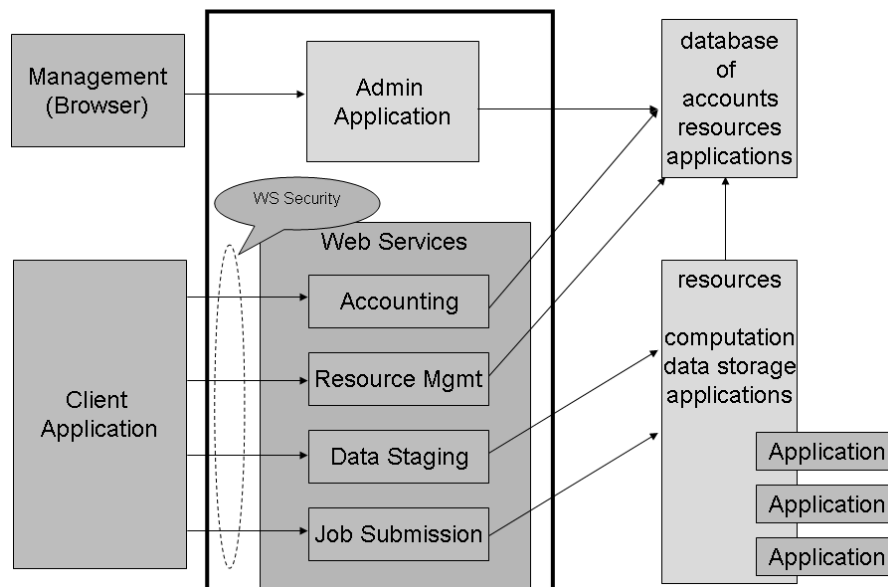 Management
(Browser)
Admin
Application
database
of
accounts
resources
applications
WS Security
Web Services
Client
Application
Accounting
Resource Mgmt
Data Staging
Job Submission
resources
computation
data storage
applications
Application
Application
Application